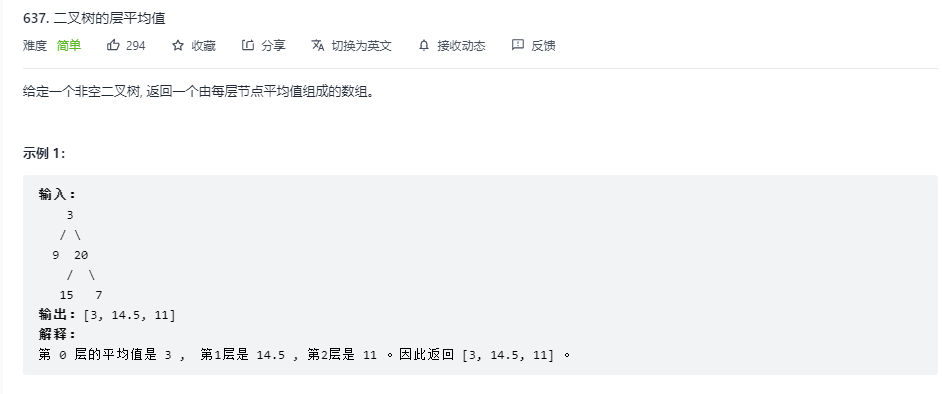 637. 二叉树的层平均值
难度 简单 294 收藏 分享 切换为英文 接收动态 反馈
给定一个非空二叉树, 返回一个由每层节点平均值组成的数组。
示例 1：
输入：
3
/ \
9 20
/ \
15 7
输出：[3, 14.5, 11]
解释：
第 0 层的平均值是 3 , 第1层是 14.5 , 第2层是 11 。因此返回 [3, 14.5, 11] 。